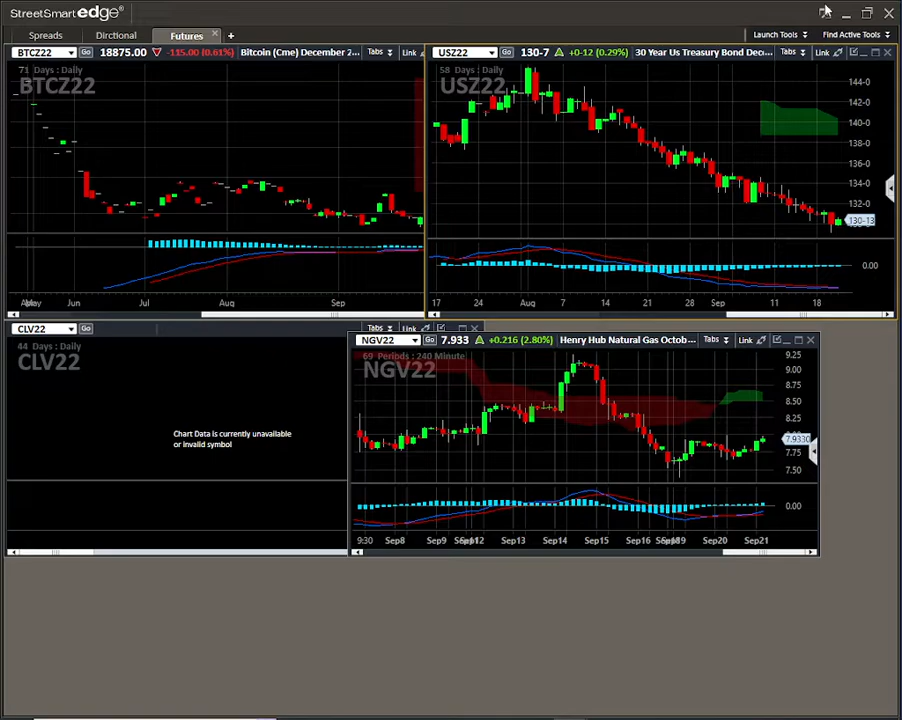 StreetSmart edge®
Spreads Dirctional Futures +
Launch Tools Find Active Tools
BTCZ22 Go 18875.00 -115.00 (0.61%) Bitcoin (Cme) December 2... Tabs Link
71 Days : Daily
BTCZ22
Jun Jul Aug Sep
USZ22 Go 130-7 +0-12 (0.29%) 30 Year Us Treasury Bond Dec... Tabs Link
58 Days : Daily
USZ22
144-0
142-0
140-0
138-0
136-0
134-0
132-0
130-13
0.00
17 24 Aug 7 14 21 28 Sep 11 18
CLV22 Go Tabs Link
44 Days : Daily
CLV22
Chart Data is currently unavailable
or invalid symbol
NGV22 Go 7.933 +0.216 (2.80%) Henry Hub Natural Gas Octob... Tabs Link
69 Periods : 240 Minute
NGV22
9.25
9.00
8.75
8.50
8.25
7.9330
7.75
7.50
0.00
9:30 Sep8 Sep9 Sep13 Sep14 Sep15 Sep16 Sep20 Sep21